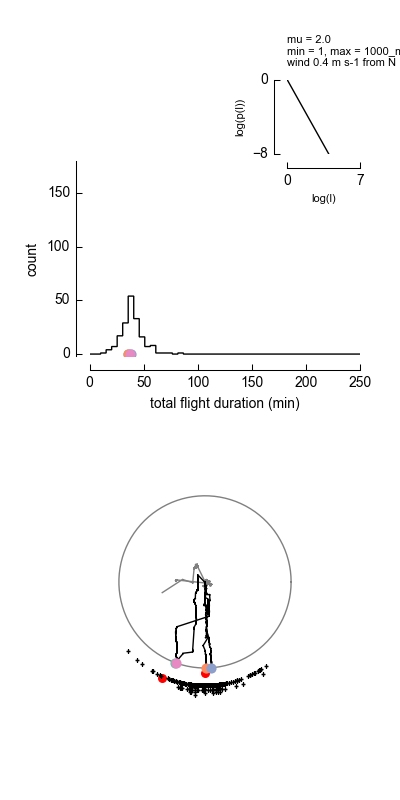 mu = 2.0
min = 1, max = 1000_m
wind 0.4 m s-1 from N
0
log(p(l))
−8
0
7
log(l)
150
100
count
50
0
0
50
100
150
200
250
total flight duration (min)